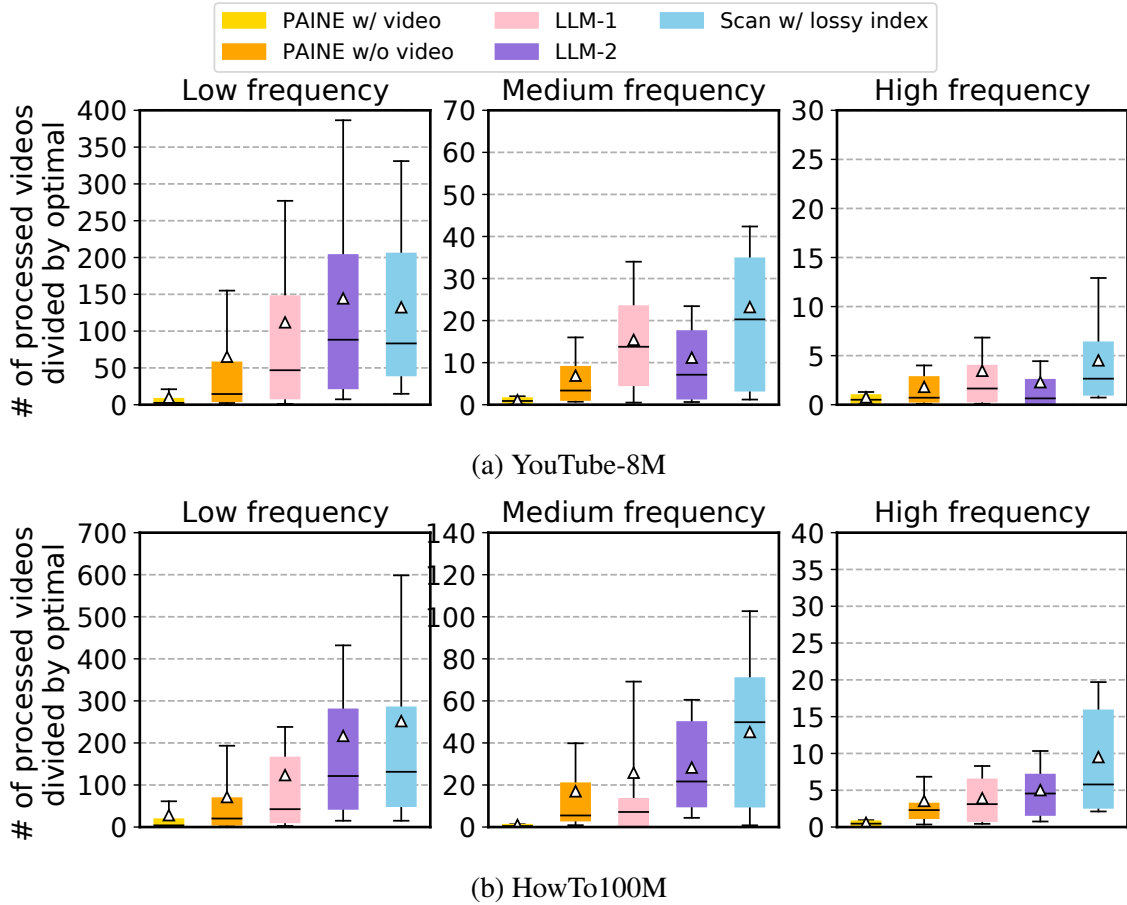 PAINE w/ video LLM-1 Scan w/ lossy index
PAINE w/o video LLM-2
Low frequency Medium frequency High frequency
# of processed videos
divided by optimal
400 350 300 250 200 150 100 50 0
70 60 50 40 30 20 10 0
30 25 20 15 10 5 0
(a) YouTube-8M
Low frequency Medium frequency High frequency
# of processed videos
divided by optimal
700 600 500 400 300 200 100 0
140 1 1 80 60 40 20 0
40 35 30 25 20 15 10 5 0
(b) HowTo100M